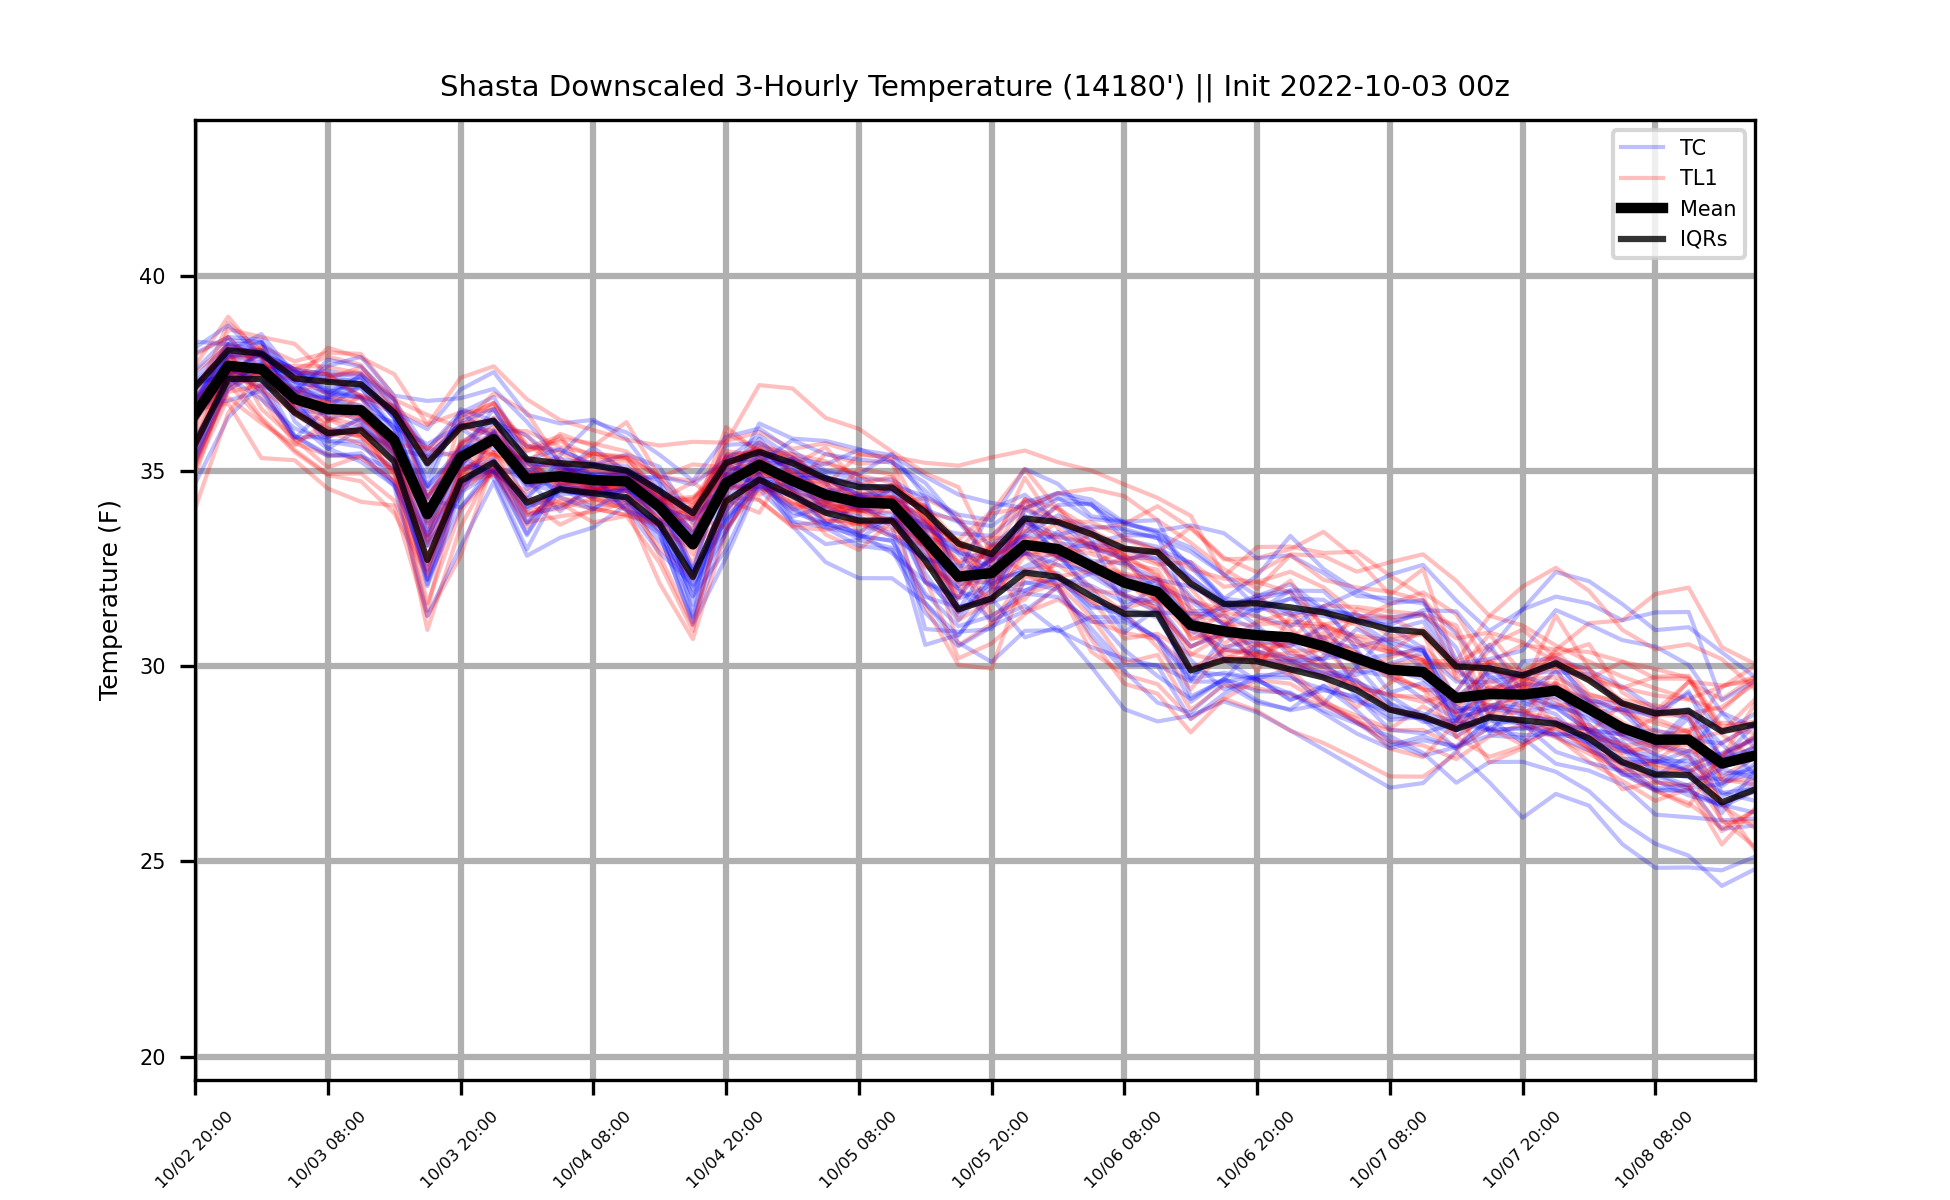 Shasta Downscaled 3-Hourly Temperature (14180') || Init 2022-10-03 00z
TC
TL1
Mean
IQRs
Temperature (F)
40
35
30
25
20
10/02 20:00
10/03 08:00
10/03 20:00
10/04 08:00
10/04 20:00
10/05 08:00
10/05 20:00
10/06 08:00
10/06 20:00
10/07 08:00
10/07 20:00
10/08 08:00